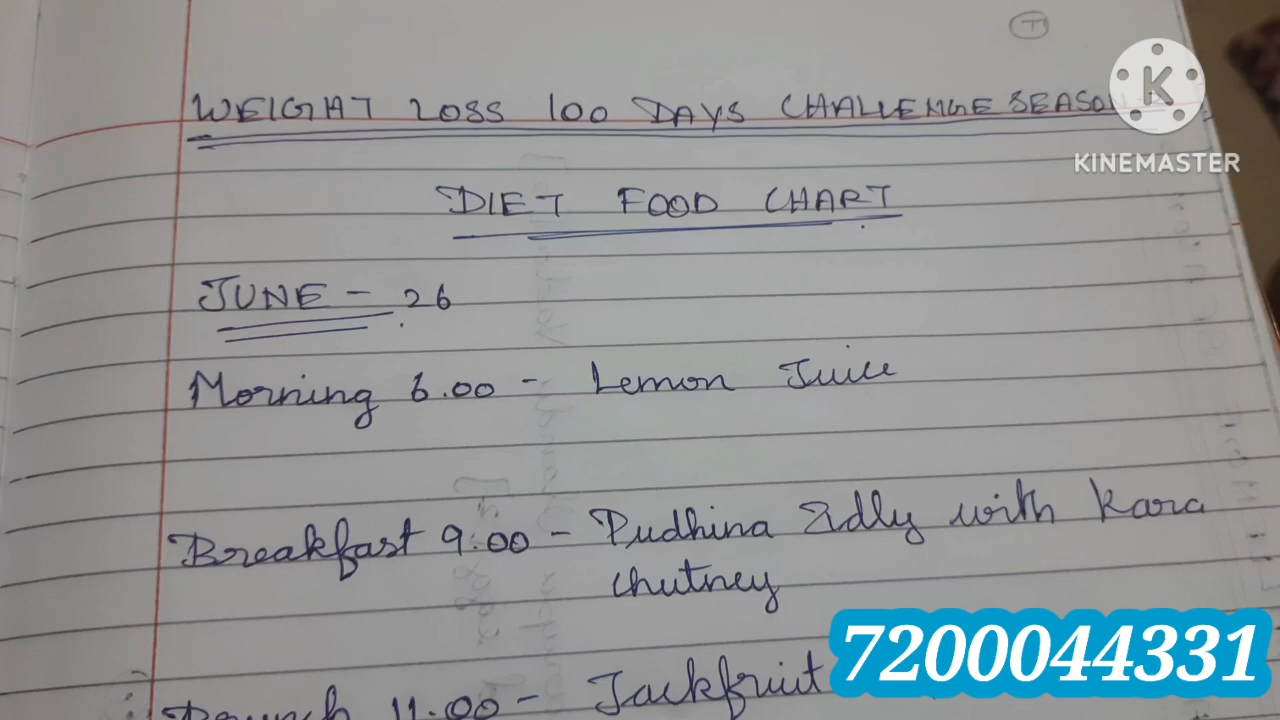 T
K
KINEMASTER
WEIGHT LOSS 100 DAYS CHALLENGE SEASON
DIET FOOD CHART
JUNE - 26
Morning 6.00 - Lemon Juice
Breakfast 9.00 - Pudhina Idly with Kara
chutney
11.00 - Jackfruit
7200044331